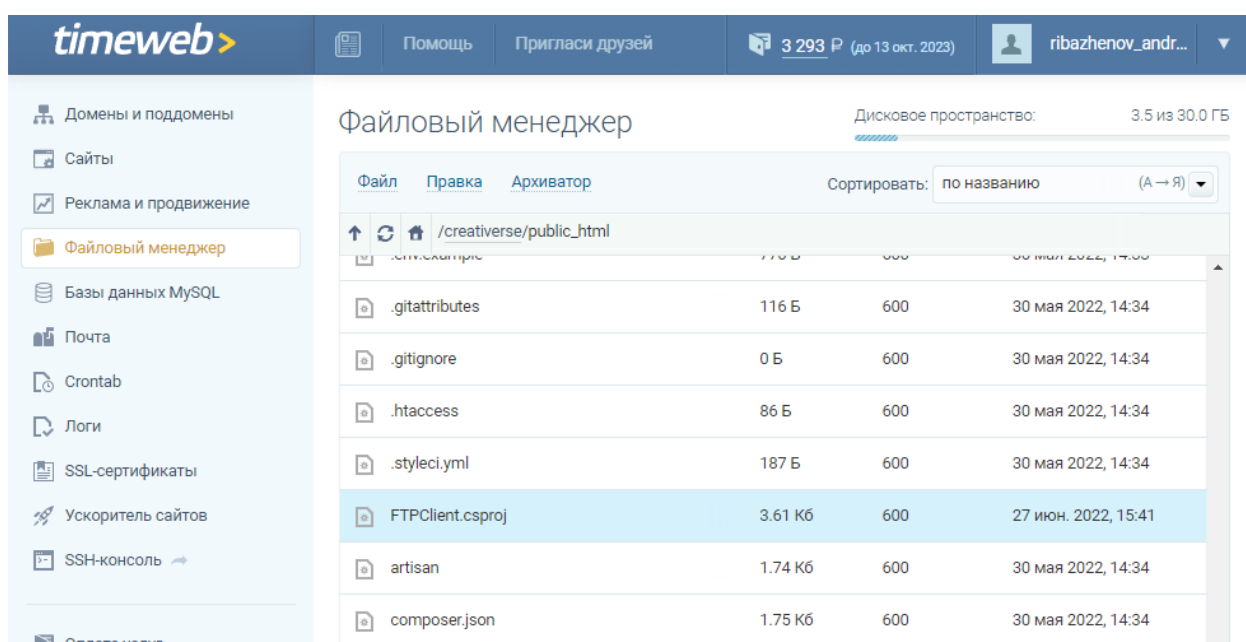 timeweb>
Помощь
Пригласи друзей
3 293 ₽ (до 13 окт. 2023)
ribazhenov_andr...
Домены и поддомены
Сайты
Реклама и продвижение
Файловый менеджер
Базы данных MySQL
Почта
Crontab
Логи
SSL-сертификаты
Ускоритель сайтов
SSH-консоль
Файловый менеджер
Дисковое пространство: 3.5 из 30.0 ГБ
Файл Правка Архиватор
Сортировать: по названию (А → Я)
/creativerse/public_html
.env.example
.gitattributes 116 Б 600 30 мая 2022, 14:34
.gitignore 0 Б 600 30 мая 2022, 14:34
.htaccess 86 Б 600 30 мая 2022, 14:34
.styleci.yml 187 Б 600 30 мая 2022, 14:34
FTPClient.csproj 3.61 Кб 600 27 июн. 2022, 15:41
artisan 1.74 Кб 600 30 мая 2022, 14:34
composer.json 1.75 Кб 600 30 мая 2022, 14:34